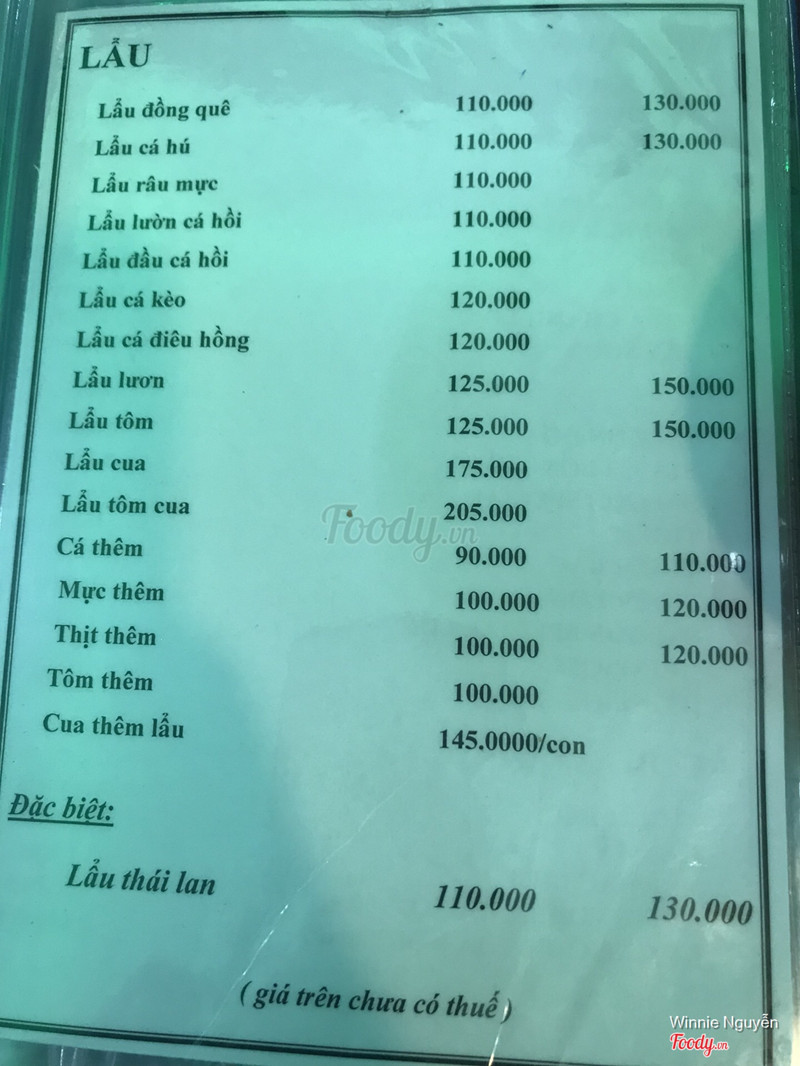 LẨU
Lẩu đồng quê 110.000 130.000
Lẩu cá hú 110.000 130.000
Lẩu râu mực 110.000
Lẩu lườn cá hồi 110.000
Lẩu đầu cá hồi 110.000
Lẩu cá kèo 120.000
Lẩu cá điêu hồng 120.000
Lẩu lươn 125.000 150.000
Lẩu tôm 125.000 150.000
Lẩu cua 175.000
Lẩu tôm cua 205.000
Foody.vn
Cá thêm 90.000 110.000
Mực thêm 100.000 120.000
Thịt thêm 100.000 120.000
Tôm thêm 100.000
Cua thêm lẩu 145.0000/con
Đặc biệt:
Lẩu thái lan 110.000 130.000
( giá trên chưa có thuế )
Winnie Nguyễn
Foody.vn